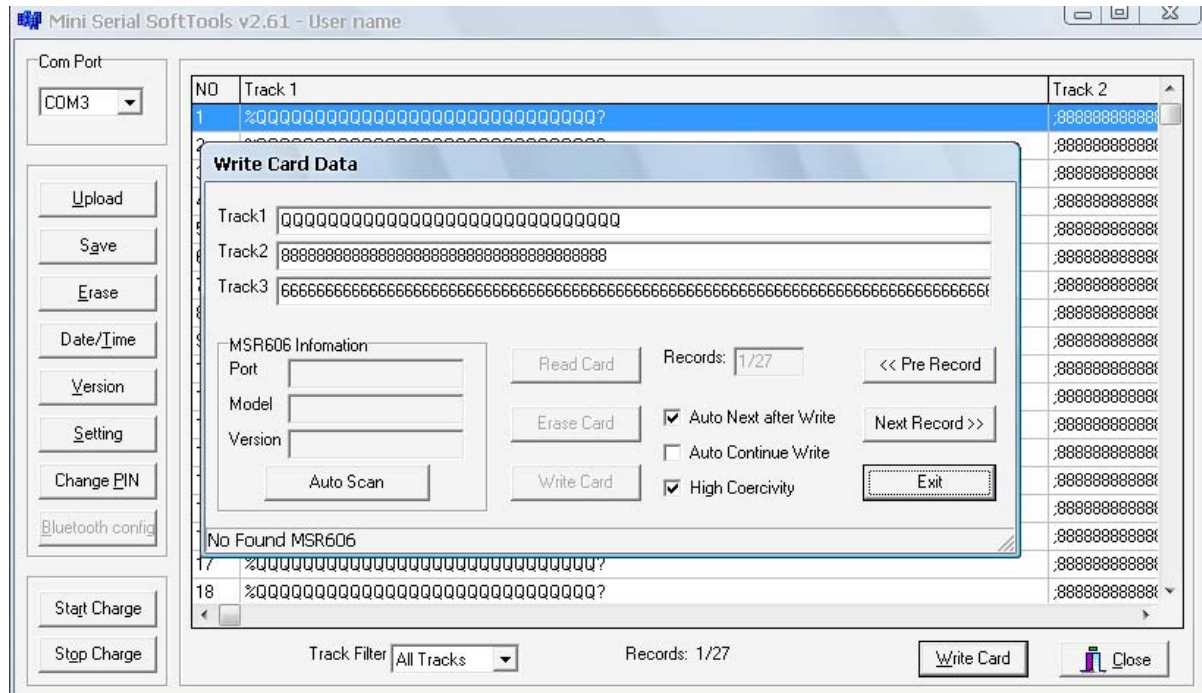 Mini Serial SoftTools v2.61 - User name
Com Port
COM3
NO Track 1 Track 2
1 %QQQQQQQQQQQQQQQQQQQQQQQQQQQQQ?
Write Card Data
Track1 QQQQQQQQQQQQQQQQQQQQQQQQQQQQQ
Track2
Track3
MSR606 Infomation
Port
Model
Version
Auto Scan
Read Card
Erase Card
Write Card
Records: 1/27
Auto Next after Write
Auto Continue Write
High Coercivity
<< Pre Record
Next Record >>
Exit
No Found MSR606
17 %QQQQQQQQQQQQQQQQQQQQQQQQQQQQQ?
18 %QQQQQQQQQQQQQQQQQQQQQQQQQQQQQ?
Upload
Save
Erase
Date/Time
Version
Setting
Change PIN
Bluetooth config
Start Charge
Stop Charge
Track Filter All Tracks
Records: 1/27
Write Card
Close